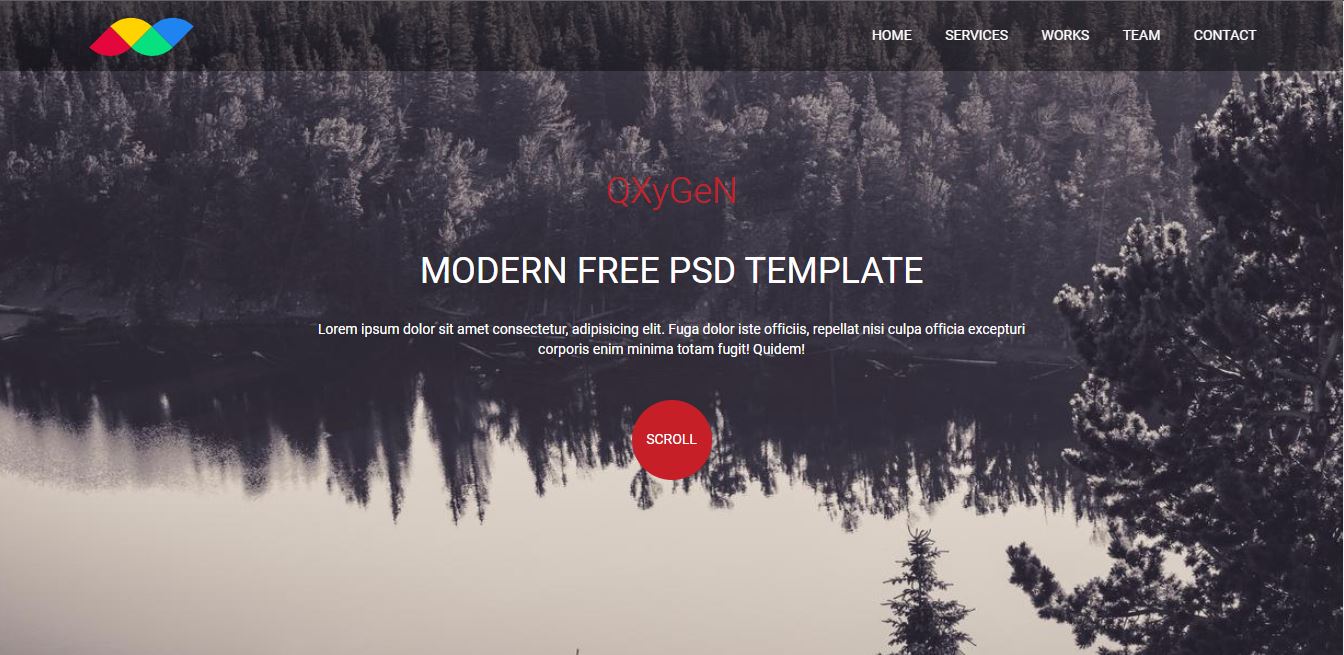 HOME SERVICES WORKS TEAM CONTACT
QXyGeN
MODERN FREE PSD TEMPLATE
Lorem ipsum dolor sit amet consectetur, adipisicing elit. Fuga dolor iste officiis, repellat nisi culpa officia excepturi
corporis enim minima totam fugit! Quidem!
SCROLL